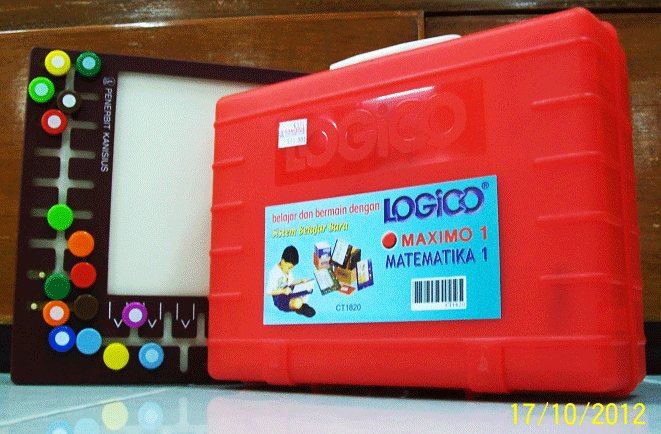 PENERBIT KANISIUS
LOGICO
belajar dan bermain dengan
LOGICO®
Sistem Belajar Baru
MAXIMO 1
MATEMATIKA 1
CT1820
CT1820
17/10/2012